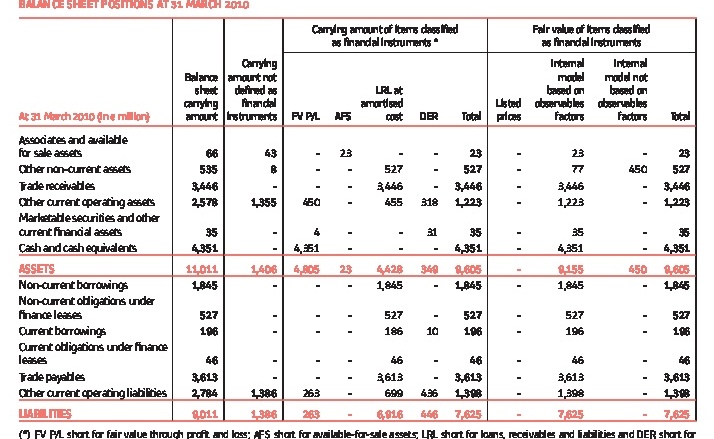 BALANCE SHEET POSITIONS AT 31 MARCH 2010
Carrying amount of items classified as financial instruments * Fair value of items classified as financial instruments
At 31 March 2010 (in € million) Balance sheet carrying amount Carrying amount not defined as financial instruments FV P/L AFS LRL at amortised cost DER Total Listed prices Internal model based on observables factors Internal model not based on observables factors Total
Associates and available
for sale assets 66 43 - 23 - - 23 - 23 - 23
Other non-current assets 535 8 - - 527 - 527 - 77 450 527
Trade receivables 3,446 - - - 3,446 - 3,446 - 3,446 - 3,446
Other current operating assets 2,578 1,355 450 - 455 318 1,223 - 1,223 - 1,223
Marketable securities and other
current financial assets 35 - 4 - - 31 35 - 35 - 35
Cash and cash equivalents 4,351 - 4,351 - - - 4,351 - 4,351 - 4,351
ASSETS 11,011 1,406 4,805 23 4,428 349 9,605 - 9,155 450 9,605
Non-current borrowings 1,845 - - - 1,845 - 1,845 - 1,845 - 1,845
Non-current obligations under
finance leases 527 - - - 527 - 527 - 527 - 527
Current borrowings 196 - - - 186 10 196 - 196 - 196
Current obligations under finance
leases 46 - - - 46 - 46 - 46 - 46
Trade payables 3,613 - - - 3,613 - 3,613 - 3,613 - 3,613
Other current operating liabilities 2,784 1,386 263 - 699 436 1,398 - 1,398 - 1,398
LIABILITIES 9,011 1,386 263 - 6,916 446 7,625 - 7,625 - 7,625
(*) FV P/L short for fair value through profit and loss; AFS short for available-for-sale assets; LRL short for loans, receivables and liabilities and DER short for